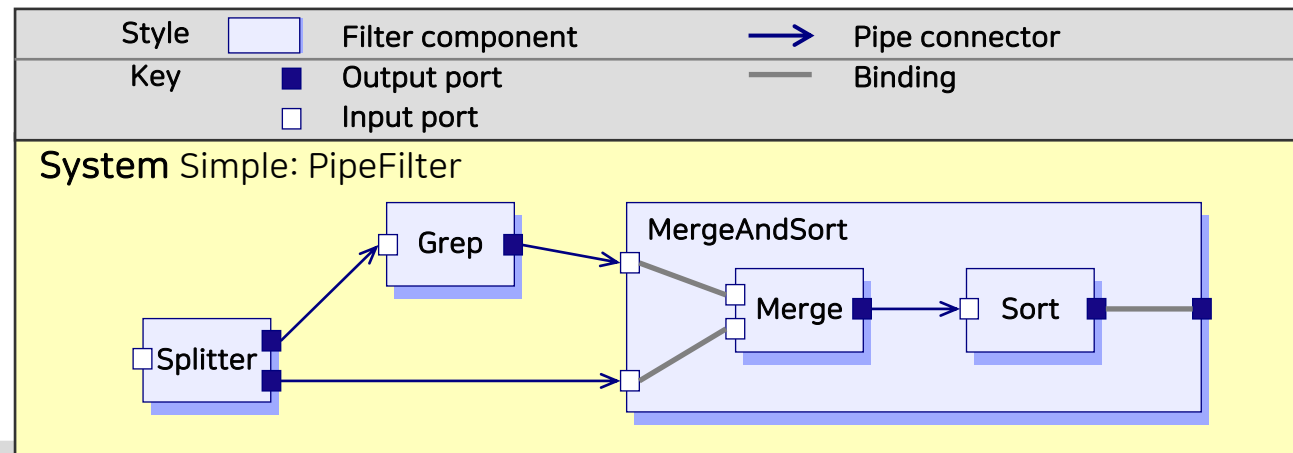 Style Filter component Pipe connector
Key Output port Binding
Input port
System Simple: PipeFilter
Grep
MergeAndSort
Merge Sort
Splitter